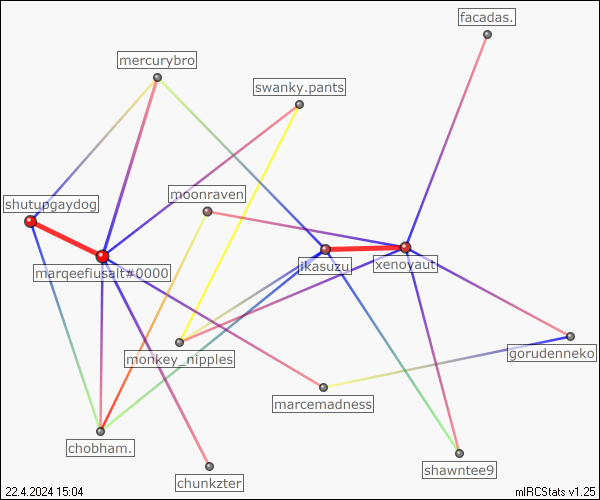 facadas.
mercurybro
swanky.pants
moonraven
shutupgaydog
marqeefiusalt#0000
ikasuzu
xenoyaut
monkey_nipples
gorudenneko
marcemadness
chobham.
shawntee9
chunkzter
22.4.2024 15:04
mIRCStats v1.25